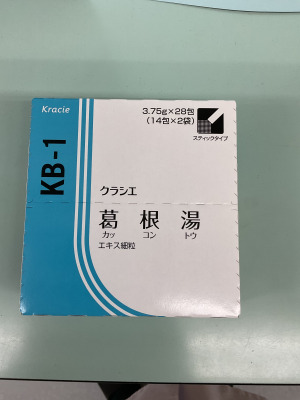 Kracie
3.75g×28包
(14包×2袋)
スティックタイプ
KB-1
クラシエ
葛根湯
カッ コン トウ
エキス細粒